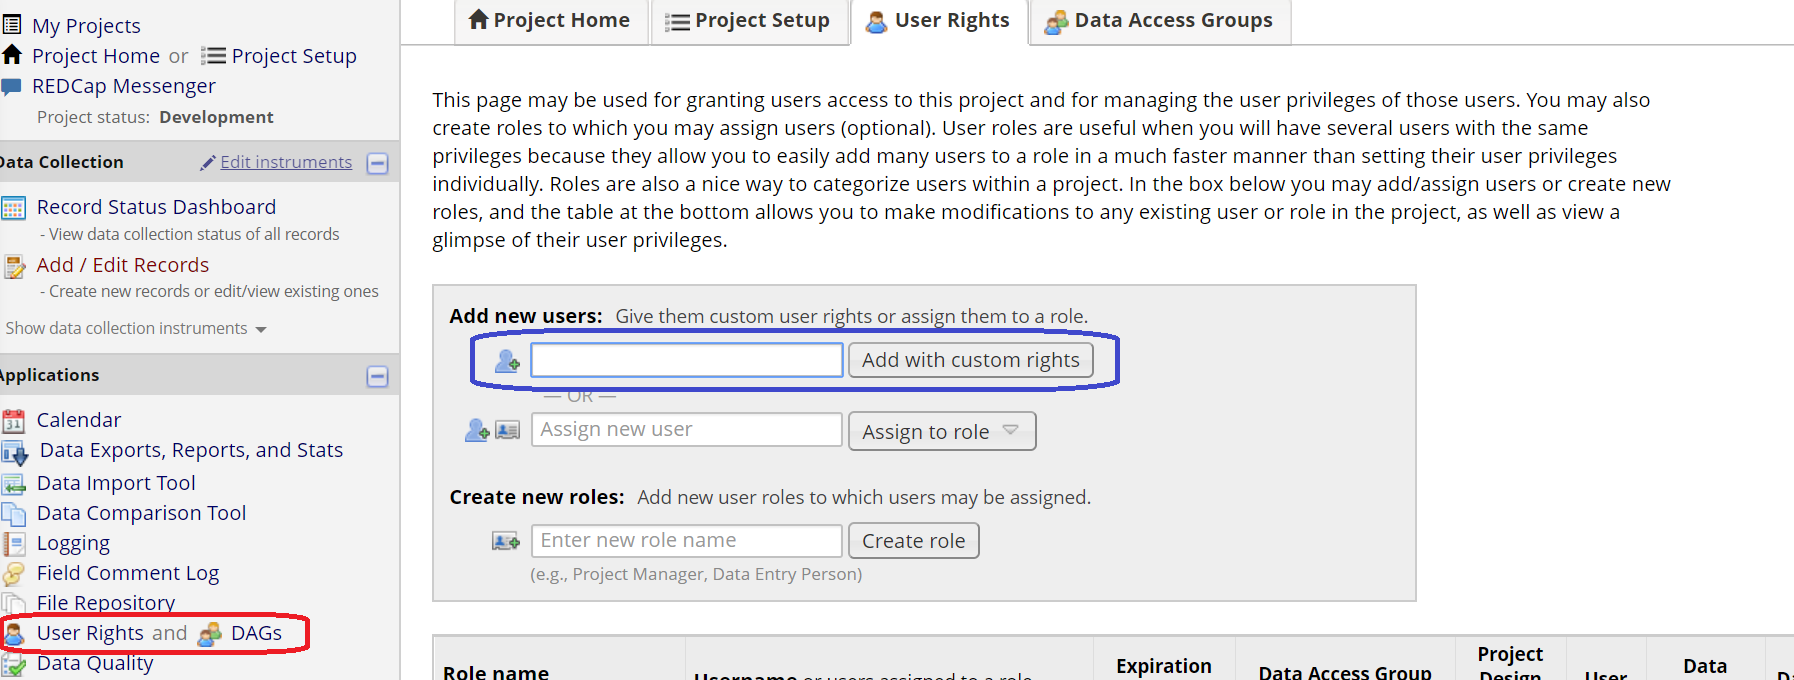 My Projects
Project Home or Project Setup
REDCap Messenger
Project status: Development
Data Collection Edit instruments
Record Status Dashboard
- View data collection status of all records
Add / Edit Records
- Create new records or edit/view existing ones
Show data collection instruments
Applications
31 Calendar
Data Exports, Reports, and Stats
Data Import Tool
Data Comparison Tool
Logging
Field Comment Log
File Repository
User Rights and DAGs
Data Quality
Project Home Project Setup User Rights Data Access Groups
This page may be used for granting users access to this project and for managing the user privileges of those users. You may also
create roles to which you may assign users (optional). User roles are useful when you will have several users with the same
privileges because they allow you to easily add many users to a role in a much faster manner than setting their user privileges
individually. Roles are also a nice way to categorize users within a project. In the box below you may add/assign users or create new
roles, and the table at the bottom allows you to make modifications to any existing user or role in the project, as well as view a
glimpse of their user privileges.
Add new users: Give them custom user rights or assign them to a role.
Add with custom rights
— OR —
Assign new user Assign to role
Create new roles: Add new user roles to which users may be assigned.
Enter new role name Create role
(e.g., Project Manager, Data Entry Person)
Project
Expiration Data
Role name Username or users assigned to a role Data Access Group Design User